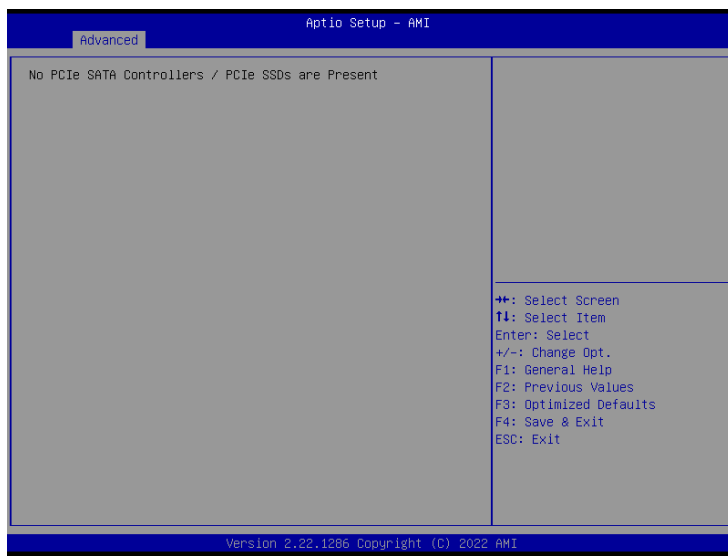 Aptio Setup – AMI
Advanced
No PCIe SATA Controllers / PCIe SSDs are Present
→←: Select Screen
↑↓: Select Item
Enter: Select
+/-: Change Opt.
F1: General Help
F2: Previous Values
F3: Optimized Defaults
F4: Save & Exit
ESC: Exit
Version 2.22.1286 Copyright (C) 2022 AMI